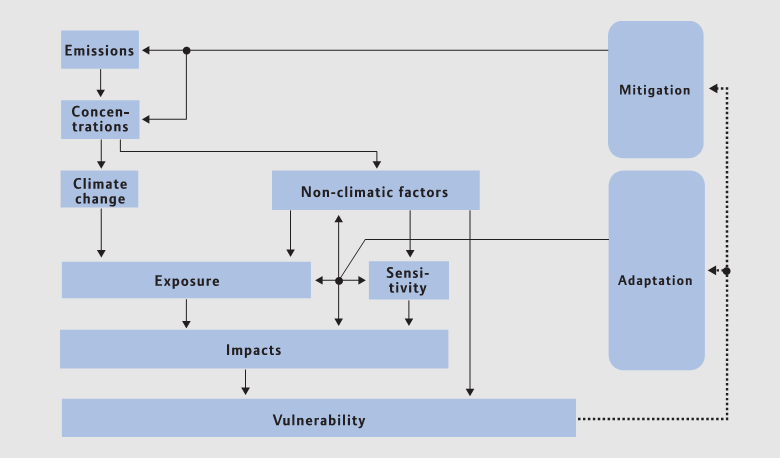 Emissions
Mitigation
Concen-
trations
Climate
change
Non-climatic factors
Exposure
Sensi-
tivity
Adaptation
Impacts
Vulnerability